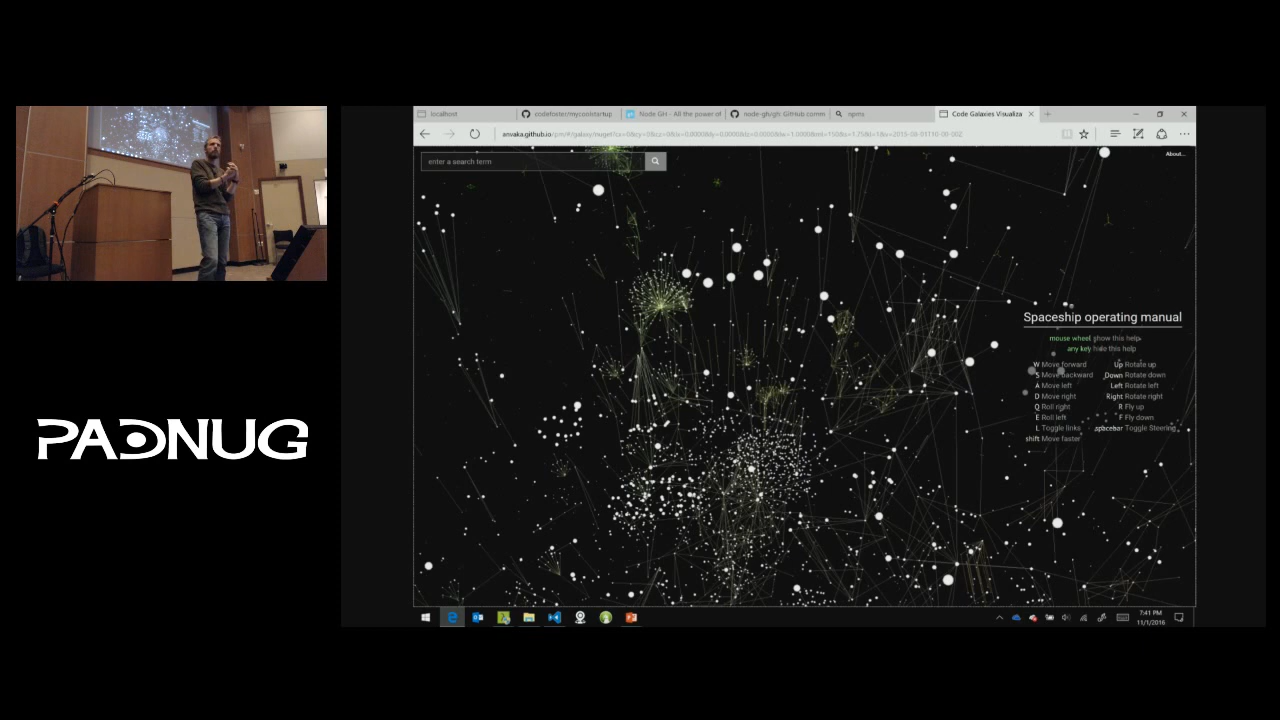 localhost
codefoster/mycoolstartup
Node GH - All the power of
node-gh/gh: GitHub comm
npms
Code Galaxies Visualiza
enter a search term
About...
PADNUG
Spaceship operating manual
mouse wheel show this help
any key hide this help
W Move forward Up Rotate up
S Move backward Down Rotate down
A Move left Left Rotate left
D Move right Right Rotate right
Q Roll right R Fly up
E Roll left F Fly down
L Toggle links spacebar Toggle Steering
shift Move faster
7:41 PM
11/1/2016